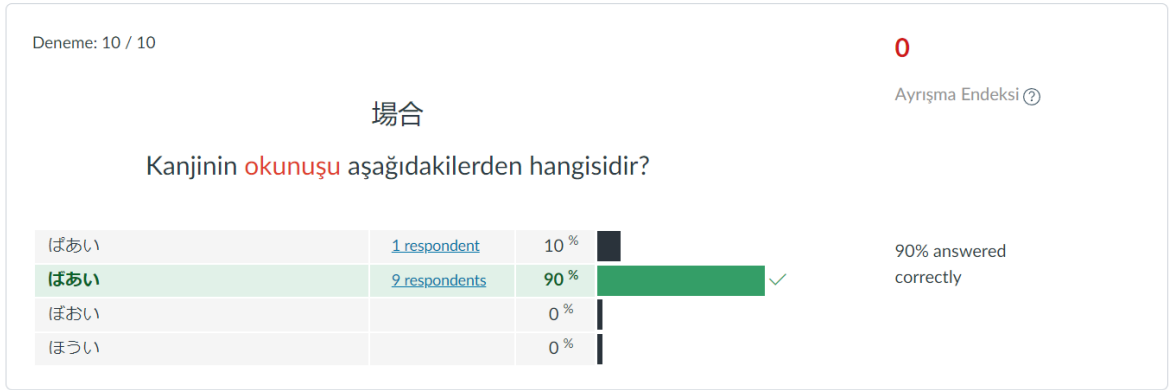 Deneme: 10 / 10
0
Ayrışma Endeksi ?
場合
Kanjinin okunuşu aşağıdakilerden hangisidir?
ぱあい 1 respondent 10 %
ばあい 9 respondents 90 %
ぼおい 0 %
ほうい 0 %
90% answered
correctly